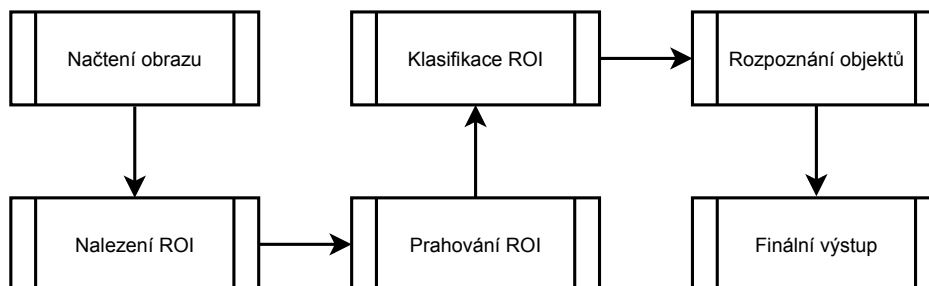 Načtení obrazu
Klasifikace ROI
Rozpoznání objektů
Nalezení ROI
Prahování ROI
Finální výstup